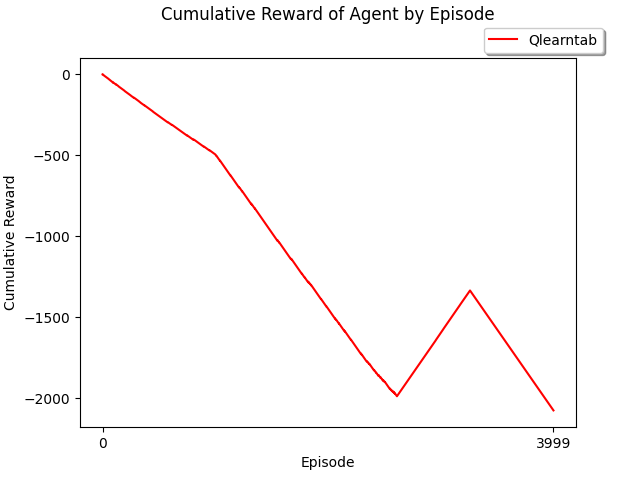 Cumulative Reward of Agent by Episode
Qlearntab
0
−500
−1000
−1500
−2000
Cumulative Reward
0
3999
Episode